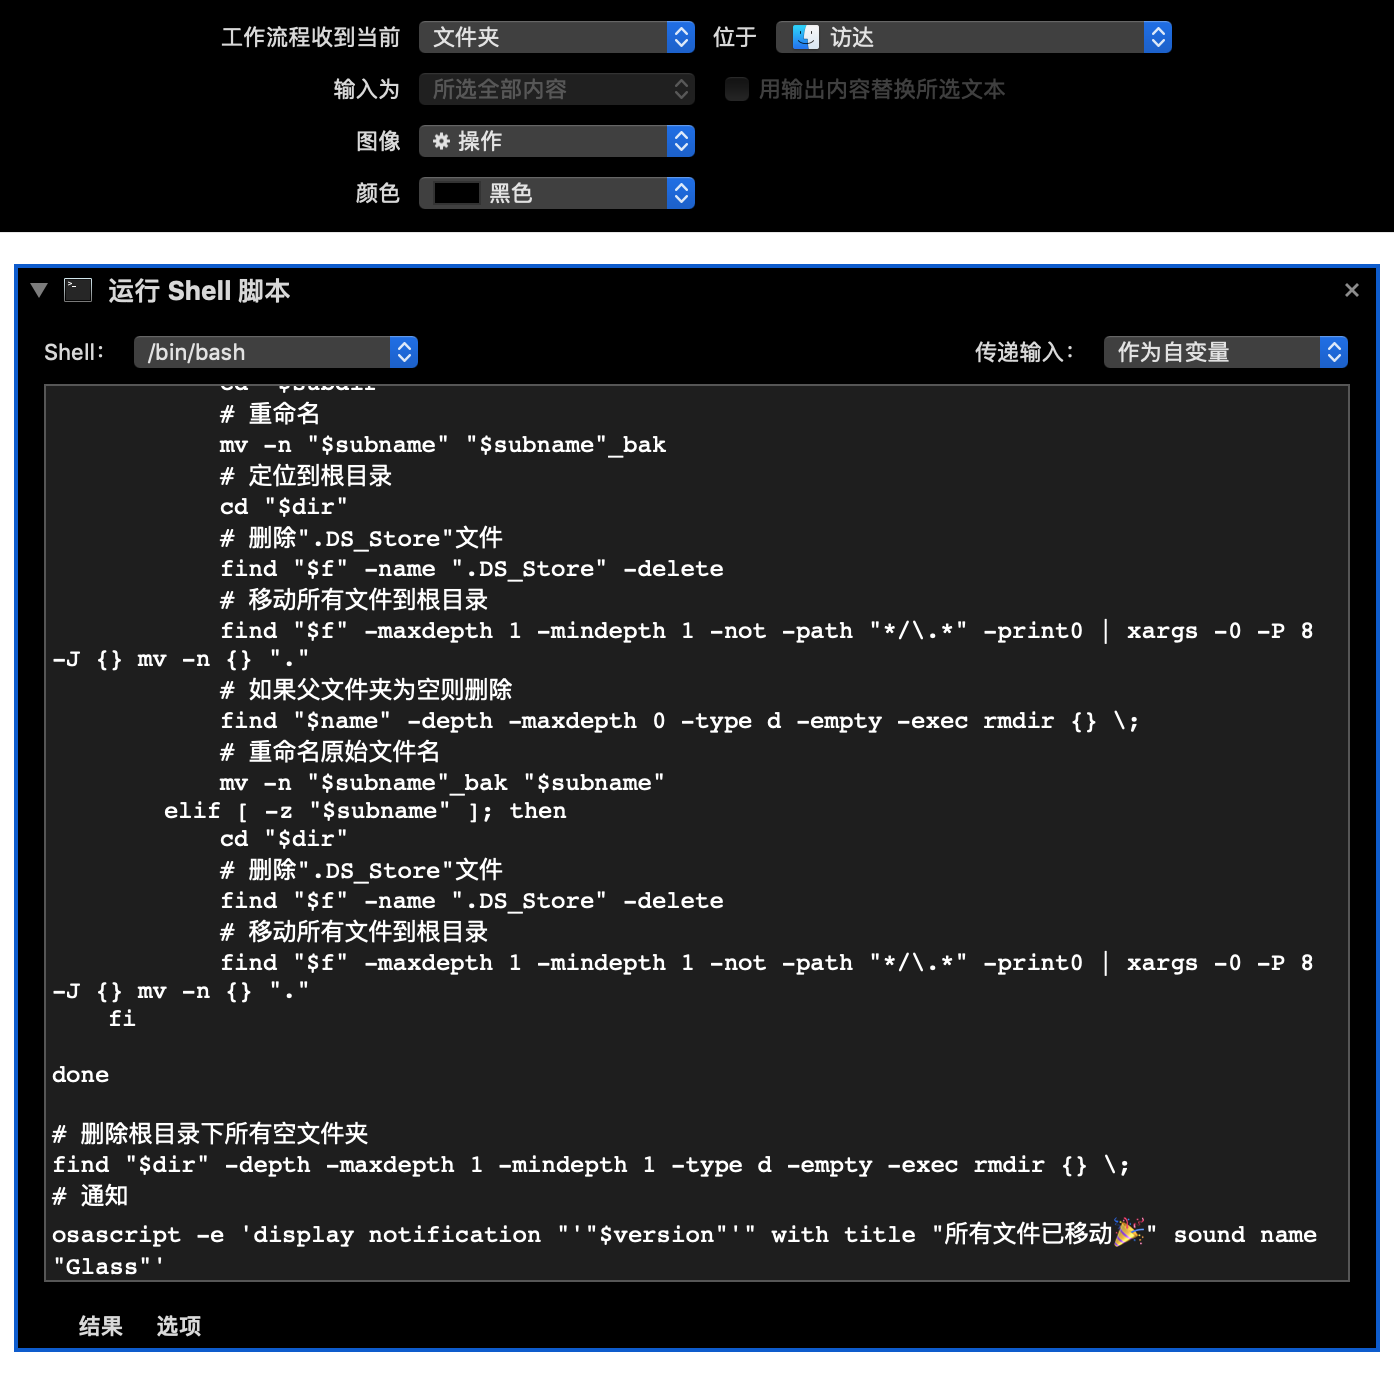 工作流程收到当前 文件夹 位于 访达
输入为 所选全部内容 用输出内容替换所选文本
图像 操作
颜色 黑色
运行 Shell 脚本
Shell: /bin/bash 传递输入: 作为自变量
cd "$subdir"
# 重命名
mv -n "$subname" "$subname"_bak
# 定位到根目录
cd "$dir"
# 删除".DS_Store"文件
find "$f" -name ".DS_Store" -delete
# 移动所有文件到根目录
find "$f" -maxdepth 1 -mindepth 1 -not -path "*/\.*" -print0 | xargs -0 -P 8
-J {} mv -n {} "."
# 如果父文件夹为空则删除
find "$name" -depth -maxdepth 0 -type d -empty -exec rmdir {} \;
# 重命名原始文件名
mv -n "$subname"_bak "$subname"
elif [ -z "$subname" ]; then
cd "$dir"
# 删除".DS_Store"文件
find "$f" -name ".DS_Store" -delete
# 移动所有文件到根目录
find "$f" -maxdepth 1 -mindepth 1 -not -path "*/\.*" -print0 | xargs -0 -P 8
-J {} mv -n {} "."
fi
done
# 删除根目录下所有空文件夹
find "$dir" -depth -maxdepth 1 -mindepth 1 -type d -empty -exec rmdir {} \;
# 通知
osascript -e 'display notification "'"$version"'" with title "所有文件已移动🎉" sound name
"Glass"'
结果 选项